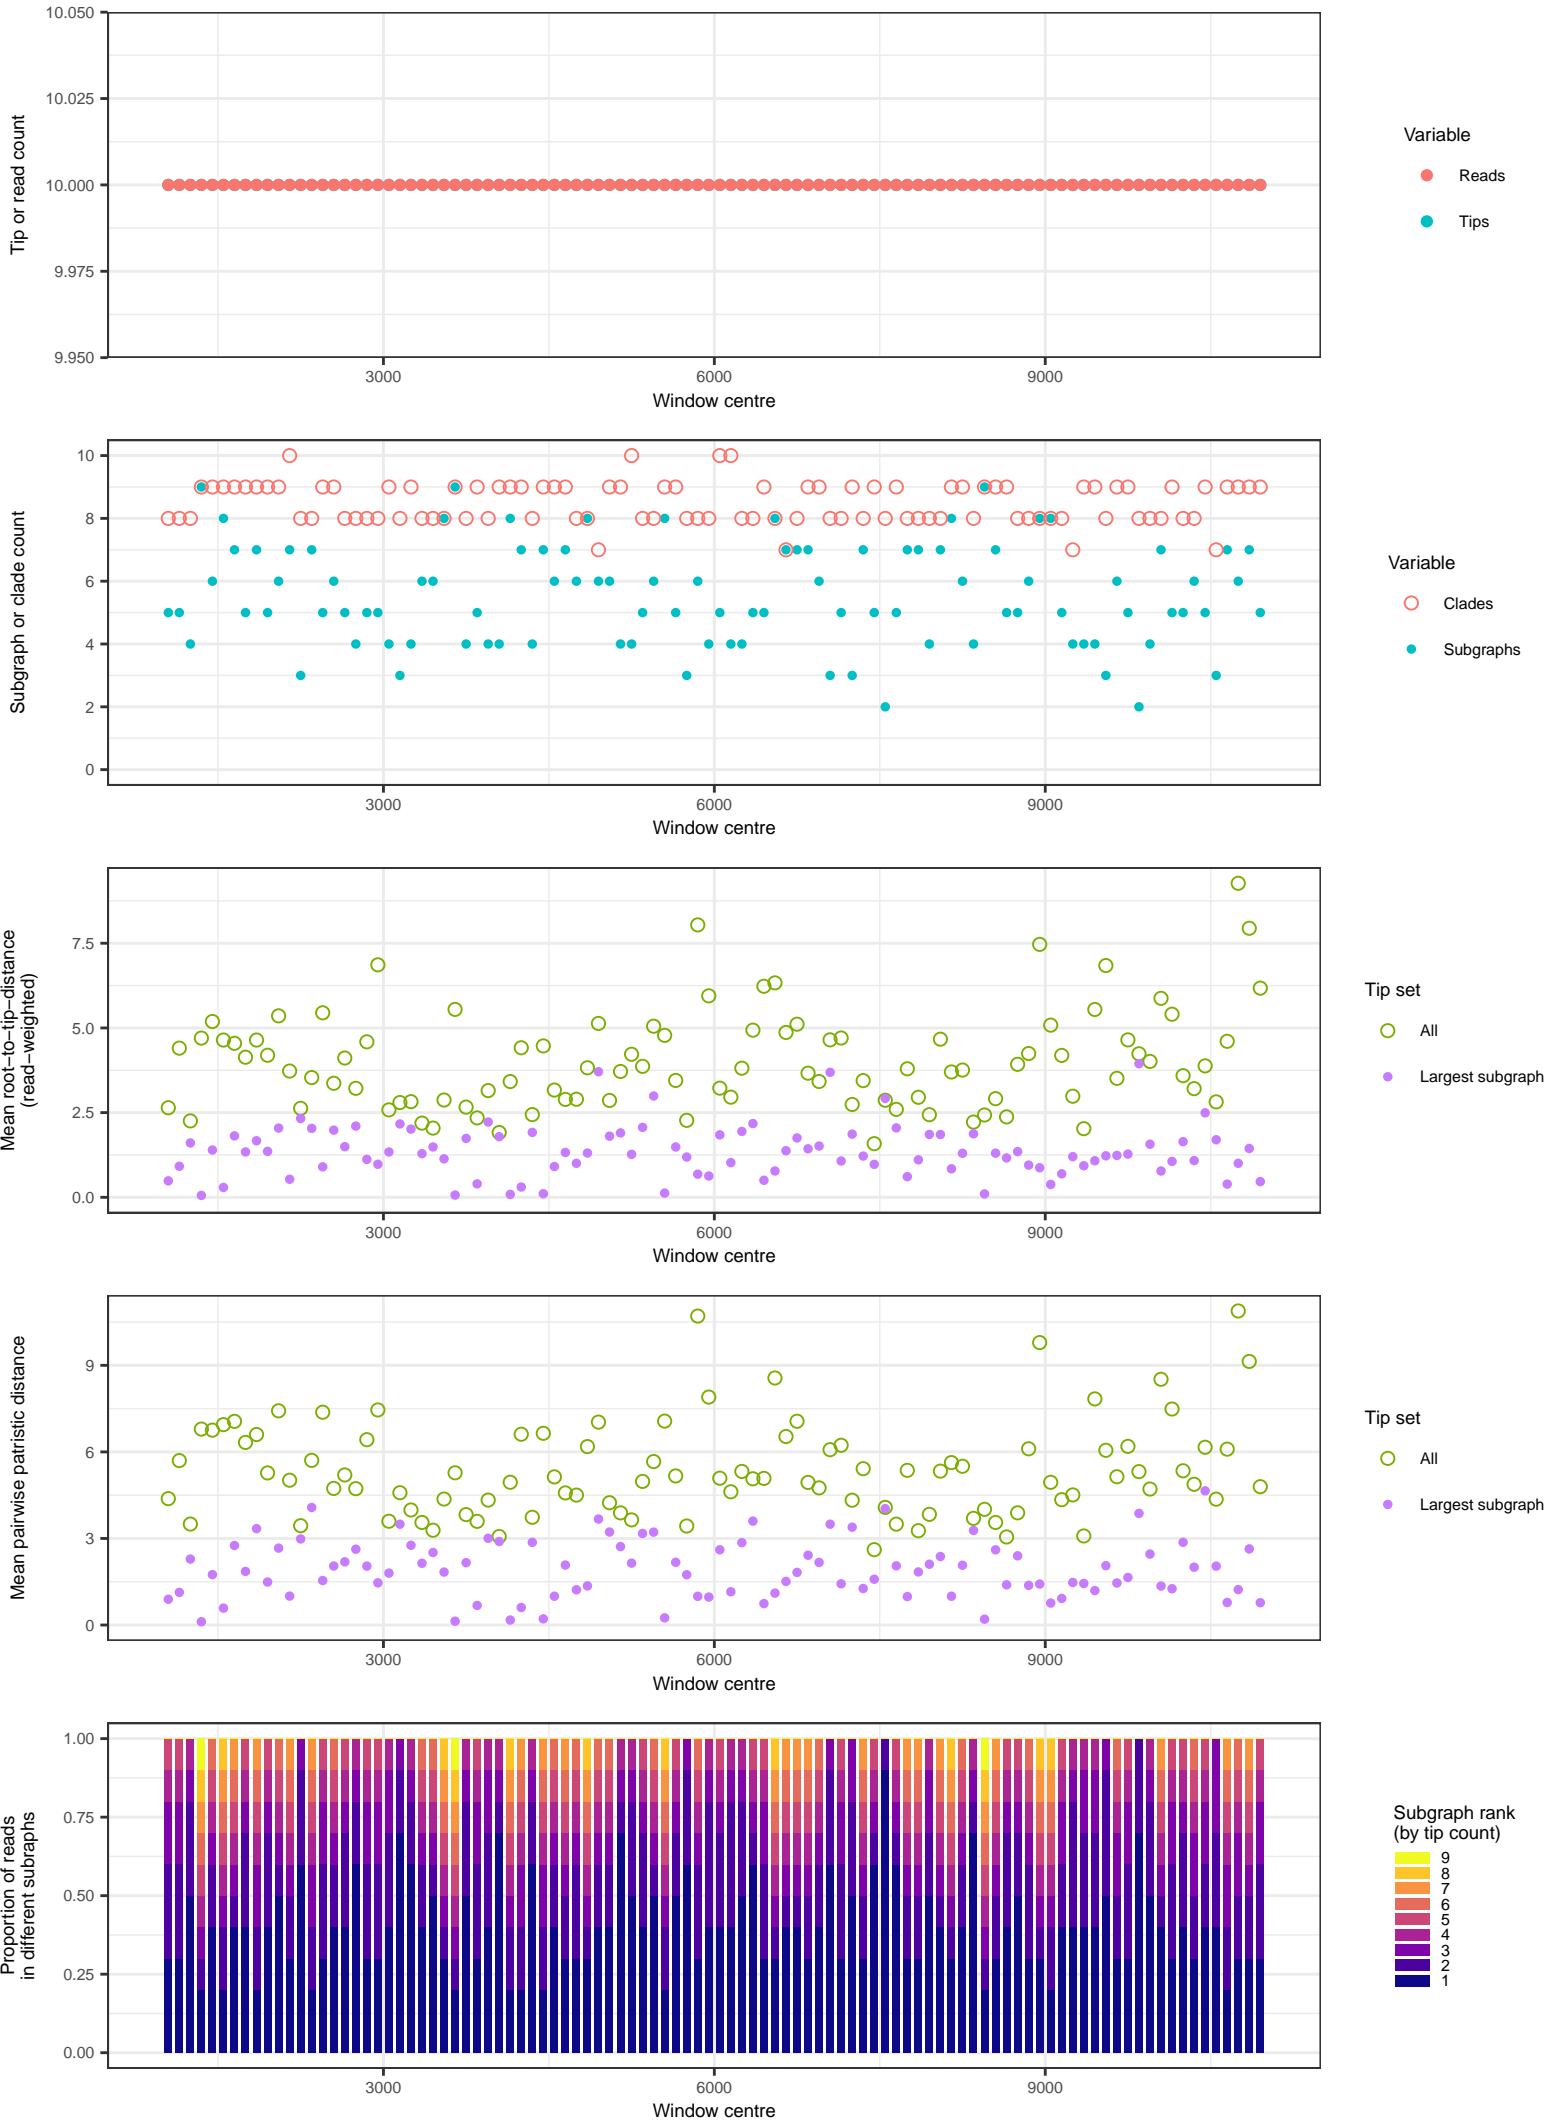 10.050
10.025
10.000
9.975
9.950
Tip or read count
3000 6000 9000
Window centre
Variable
Reads
Tips
10
8
6
4
2
0
Subgraph or clade count
3000 6000 9000
Window centre
Variable
Clades
Subgraphs
7.5
5.0
2.5
0.0
Mean root−to−tip−distance
(read−weighted)
3000 6000 9000
Window centre
Tip set
All
Largest subgraph
9
6
3
0
Mean pairwise patristic distance
3000 6000 9000
Window centre
Tip set
All
Largest subgraph
1.00
0.75
0.50
0.25
0.00
Proportion of reads
in different subraphs
3000 6000 9000
Window centre
Subgraph rank
(by tip count)
9
8
7
6
5
4
3
2
1